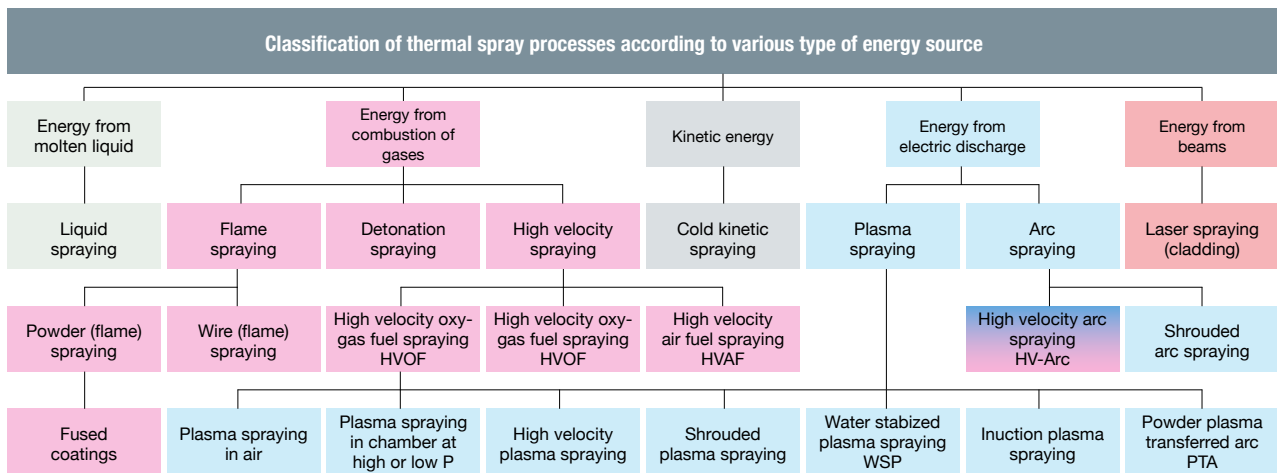 Classification of thermal spray processes according to various type of energy source
Energy from
molten liquid
Energy from
combustion of
gases
Kinetic energy
Energy from
electric discharge
Energy from
beams
Liquid
spraying
Flame
spraying
Detonation
spraying
High velocity
spraying
Cold kinetic
spraying
Plasma
spraying
Arc
spraying
Laser spraying
(cladding)
Powder (flame)
spraying
Wire (flame)
spraying
High velocity oxy-
gas fuel spraying
HVOF
High velocity oxy-
gas fuel spraying
HVOF
High velocity
air fuel spraying
HVAF
High velocity arc
spraying
HV-Arc
Shrouded
arc spraying
Fused
coatings
Plasma spraying
in air
Plasma spraying
in chamber at
high or low P
High velocity
plasma spraying
Shrouded
plasma spraying
Water stabized
plasma spraying
WSP
Inuction plasma
spraying
Powder plasma
transferred arc
PTA